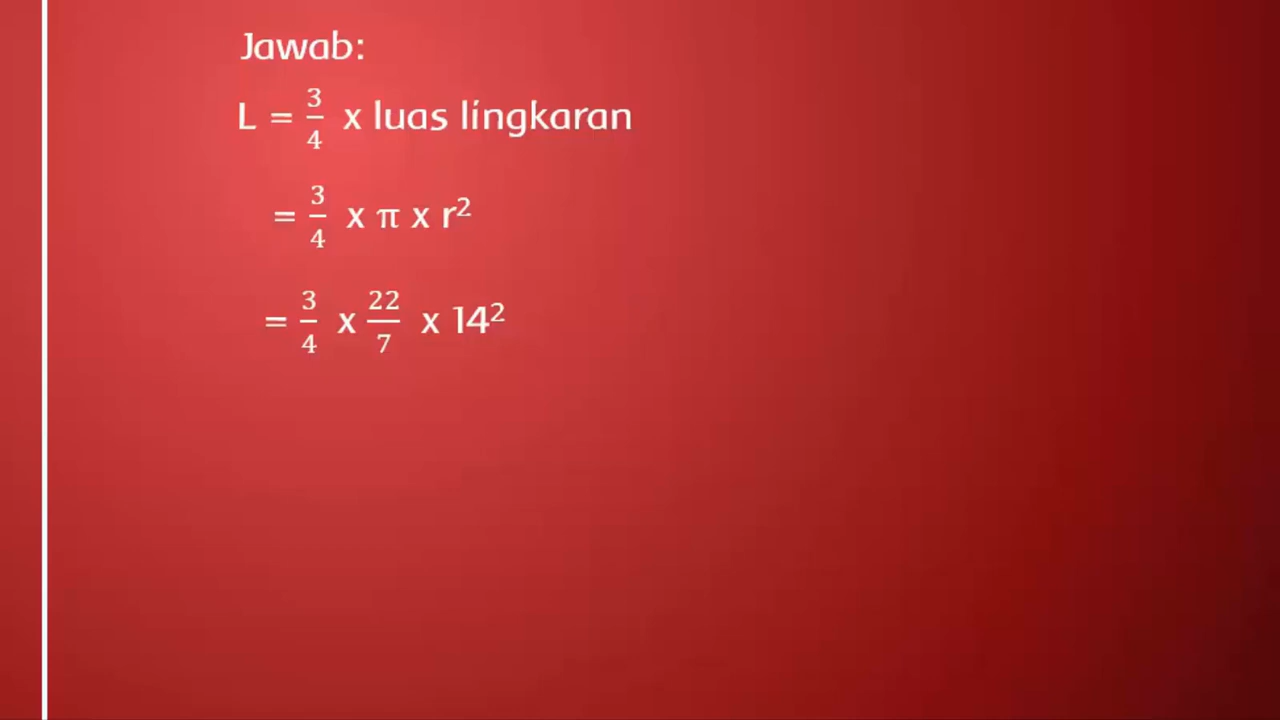 Jawab:
L = 3/4 x luas lingkaran
= 3/4 x π x r²
= 3/4 x 22/7 x 14²